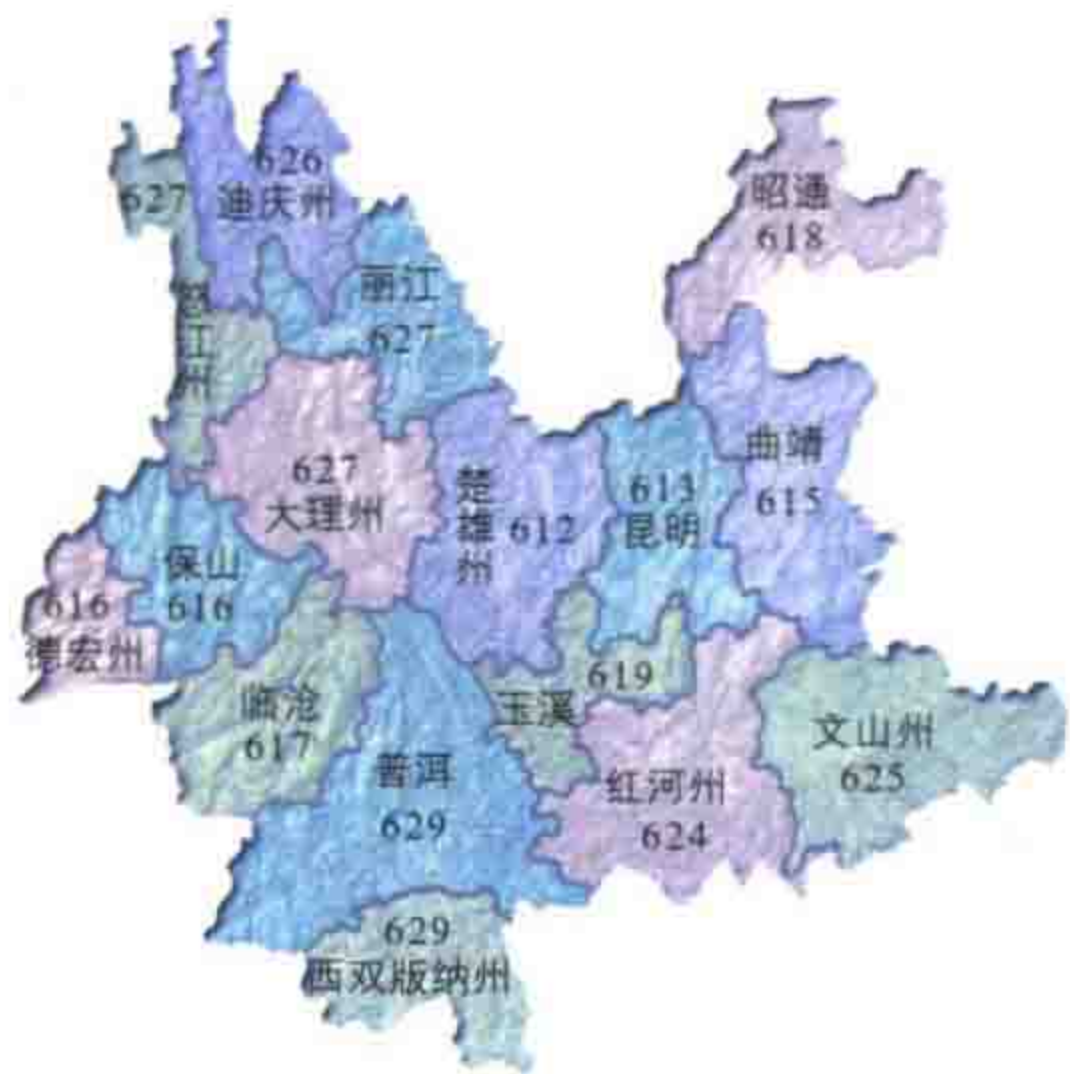 626
迪庆州
627
昭通
618
丽江
627
怒江州
曲靖
615
627
大理州
楚雄州
612
613
昆明
保山
616
616
德宏州
619
玉溪
临沧
617
文山州
625
普洱
629
红河州
624
629
西双版纳州